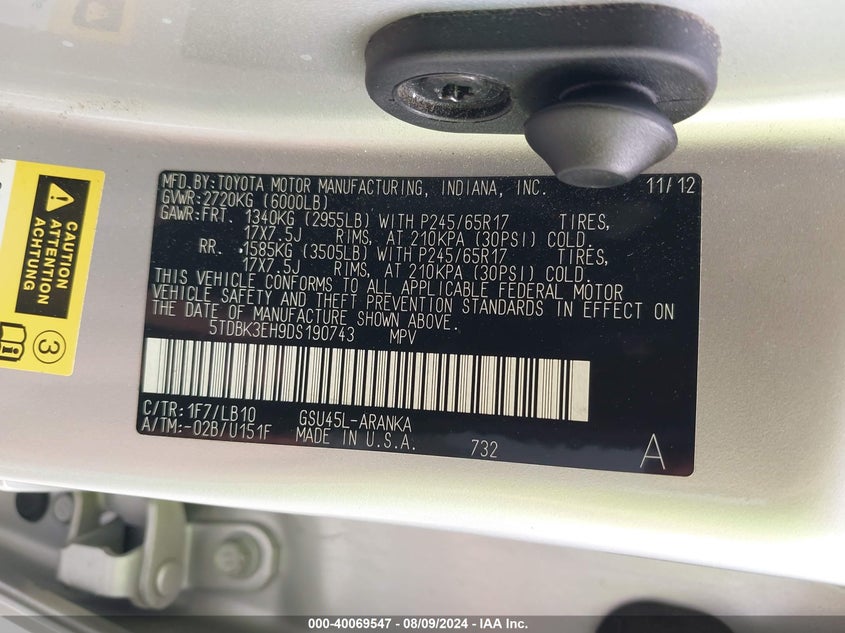 MFD.BY:TOYOTA MOTOR MANUFACTURING, INDIANA, INC. 11/12
GVWR:2720KG (6000LB)
GAWR:FRT. 1340KG (2955LB) WITH P245/65R17 TIRES,
17X7.5J RIMS, AT 210KPA (30PSI) COLD.
RR. 1585KG (3505LB) WITH P245/65R17 TIRES,
17X7.5J RIMS, AT 210KPA (30PSI) COLD.
THIS VEHICLE CONFORMS TO ALL APPLICABLE FEDERAL MOTOR
VEHICLE SAFETY AND THEFT PREVENTION STANDARDS IN EFFECT ON
THE DATE OF MANUFACTURE SHOWN ABOVE.
5TDBK3EH9DS190743 MPV
C/TR:1F7/LB10 GSU45L-ARANKA
A/TM:-02B/U151F MADE IN U.S.A. 732 A
CAUTION
ATTENTION
3
000-40069547 - 08/09/2024 - IAA Inc.